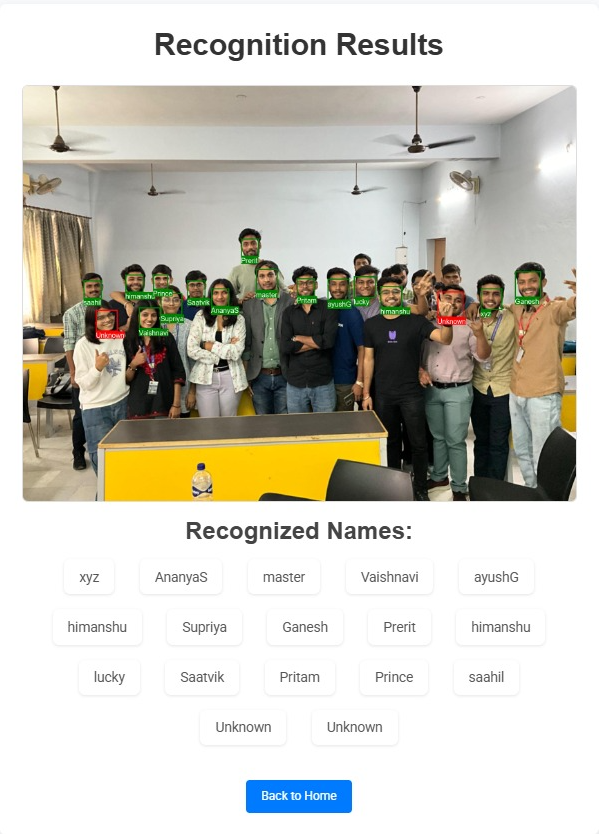 Recognition Results
Prerit
master
himanshu
Prince
saahil
Saatvik
Pritam
ayushG
lucky
Ganesh
AnanyaS
himanshu
xyz
Supriya
Unknown
Vaishnavi
Unknown
Recognized Names:
xyz AnanyaS master Vaishnavi ayushG
himanshu Supriya Ganesh Prerit himanshu
lucky Saatvik Pritam Prince saahil
Unknown Unknown
Back to Home